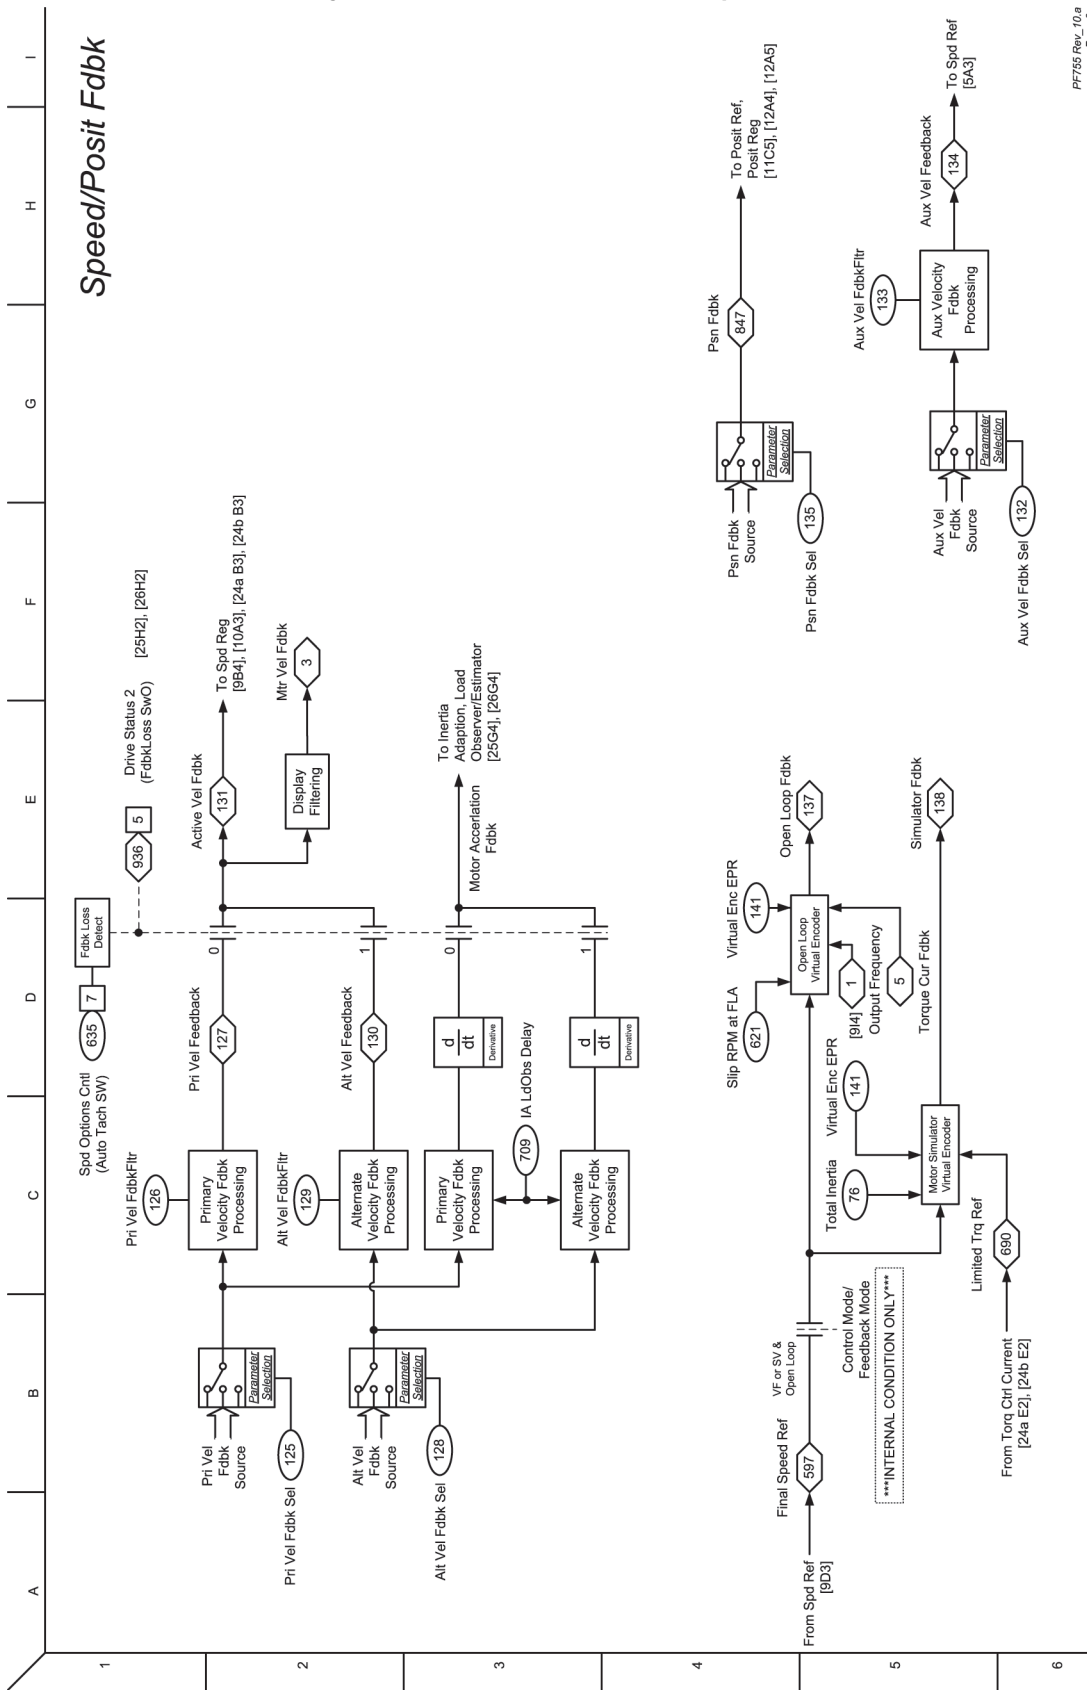 Speed/Posit Fdbk
A
B
C
D
E
F
G
H
I
1
2
3
4
5
6
Spd Options Cntl
(Auto Tach SW)
635
7
Fdbk Loss
Detect
936
5
Drive Status 2
(FdbkLoss SwO)
[25H2], [26H2]
Pri Vel FdbkFltr
126
Pri Vel
Fdbk
Source
Parameter
Selection
125
Pri Vel Fdbk Sel
Primary
Velocity Fdbk
Processing
Pri Vel Feedback
127
0
Active Vel Fdbk
131
To Spd Reg
[9B4], [10A3], [24a B3], [24b B3]
Display
Filtering
Mtr Vel Fdbk
3
Alt Vel FdbkFltr
129
Alt Vel
Fdbk
Source
Parameter
Selection
128
Alt Vel Fdbk Sel
Alternate
Velocity Fdbk
Processing
Alt Vel Feedback
130
1
Primary
Velocity Fdbk
Processing
d
dt
Derivative
0
Motor Accerlation
Fdbk
To Inertia
Adaption, Load
Observer/Estimator
[25G4], [26G4]
709
IA LdObs Delay
Alternate
Velocity Fdbk
Processing
d
dt
Derivative
1
Psn Fdbk
Source
Parameter
Selection
135
Psn Fdbk Sel
Psn Fdbk
847
To Posit Ref,
Posit Reg
[11C5], [12A4], [12A5]
Aux Vel
Fdbk
Source
Parameter
Selection
132
Aux Vel Fdbk Sel
Aux Vel FdbkFltr
133
Aux Velocity
Fdbk
Processing
Aux Vel Feedback
134
To Spd Ref
[5A3]
From Spd Ref
[9D3]
Final Speed Ref
597
VF or SV &
Open Loop
Control Mode/
Feedback Mode
***INTERNAL CONDITION ONLY***
Slip RPM at FLA
621
Virtual Enc EPR
141
Open Loop
Virtual Encoder
Open Loop Fdbk
137
[9I4]
1
Output Frequency
5
Torque Cur Fdbk
Total Inertia
76
Virtual Enc EPR
141
Motor Simulator
Virtual Encoder
Simulator Fdbk
138
Limited Trq Ref
690
From Torq Ctrl Current
[24a E2], [24b E2]
PF755 Rev_10.a